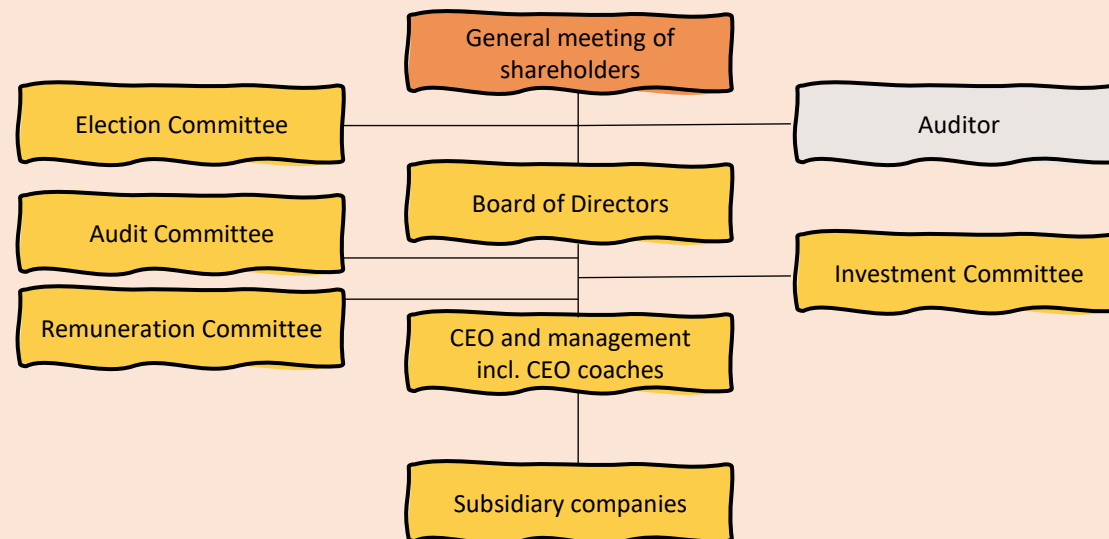 General meeting of
shareholders
Election Committee
Auditor
Board of Directors
Audit Committee
Investment Committee
Remuneration Committee
CEO and management
incl. CEO coaches
Subsidiary companies